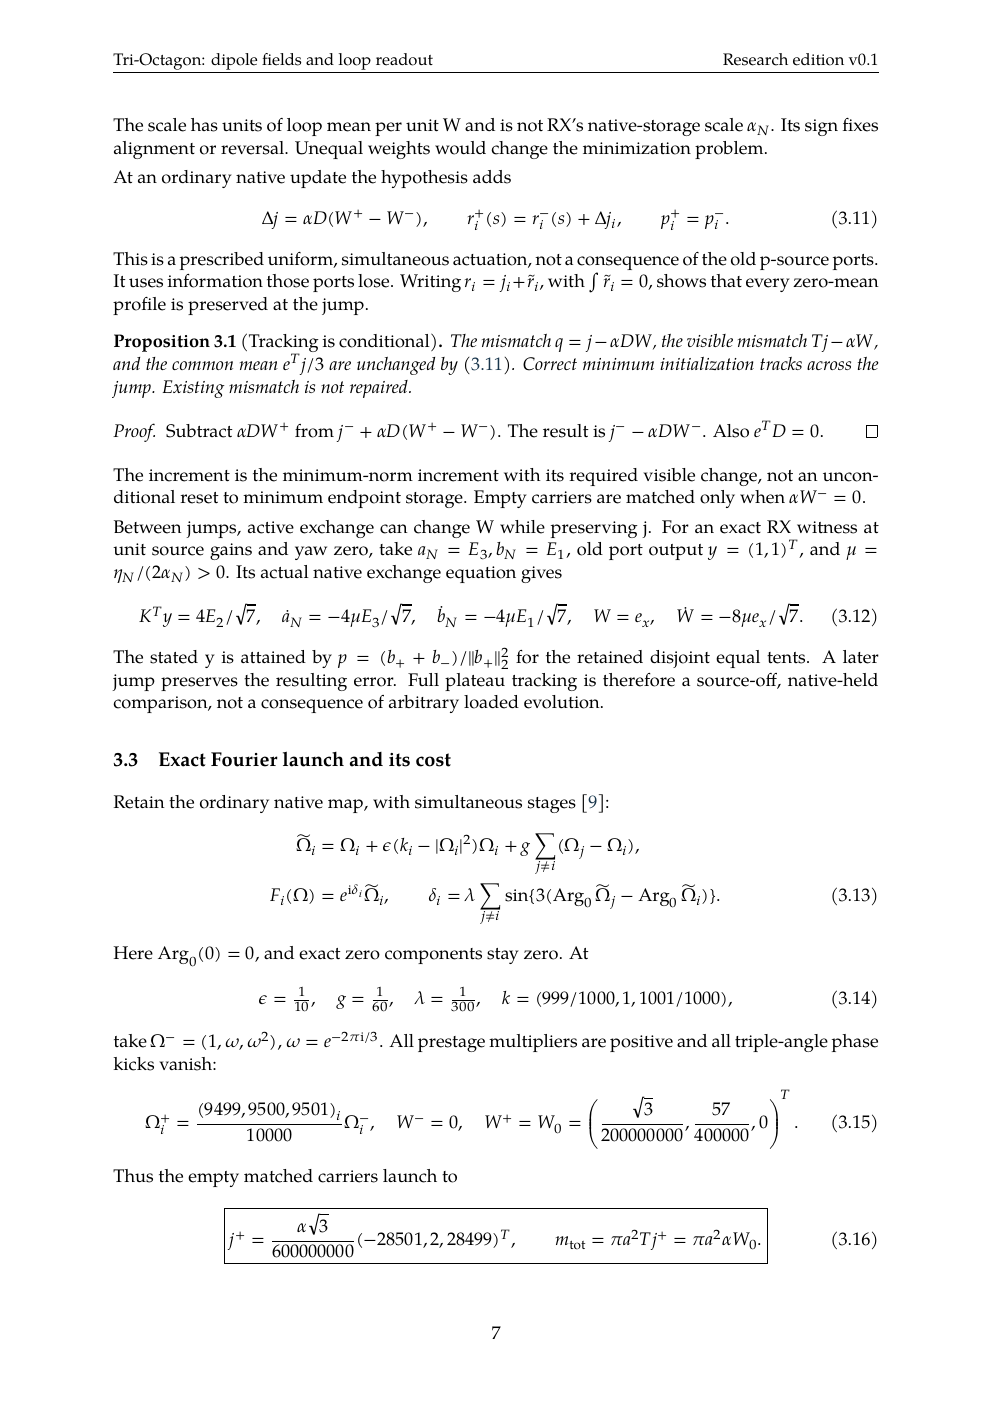 Tri-Octagon: dipole fields and loop readout Research edition v0.1
The scale has units of loop mean per unit W and is not RX’s native-storage scale α_N. Its sign fixes
alignment or reversal. Unequal weights would change the minimization problem.
At an ordinary native update the hypothesis adds
Δj = αD(W⁺ − W⁻), r_i⁺(s) = r_i⁻(s) + Δj_i, p_i⁺ = p_i⁻. (3.11)
This is a prescribed uniform, simultaneous actuation, not a consequence of the old p-source ports.
It uses information those ports lose. Writing r_i = j_i + r̃_i, with ∫ r̃_i = 0, shows that every zero-mean
profile is preserved at the jump.
Proposition 3.1 (Tracking is conditional). The mismatch q = j − αDW, the visible mismatch Tj − αW,
and the common mean e^T j/3 are unchanged by (3.11). Correct minimum initialization tracks across the
jump. Existing mismatch is not repaired.
Proof. Subtract αDW⁺ from j⁻ + αD(W⁺ − W⁻). The result is j⁻ − αDW⁻. Also e^T D = 0. □
The increment is the minimum-norm increment with its required visible change, not an uncon-
ditional reset to minimum endpoint storage. Empty carriers are matched only when αW⁻ = 0.
Between jumps, active exchange can change W while preserving j. For an exact RX witness at
unit source gains and yaw zero, take a_N = E_3, b_N = E_1, old port output y = (1, 1)^T, and μ =
η_N/(2α_N) > 0. Its actual native exchange equation gives
K^T y = 4E_2/√7, ȧ_N = −4μE_3/√7, ḃ_N = −4μE_1/√7, W = e_x, Ẇ = −8μe_x/√7. (3.12)
The stated y is attained by p = (b_+ + b_−)/‖b_+‖_2^2 for the retained disjoint equal tents. A later
jump preserves the resulting error. Full plateau tracking is therefore a source-off, native-held
comparison, not a consequence of arbitrary loaded evolution.
3.3 Exact Fourier launch and its cost
Retain the ordinary native map, with simultaneous stages [9]:
Ω̃_i = Ω_i + ϵ(k_i − |Ω_i|²)Ω_i + g ∑_{j≠i} (Ω_j − Ω_i),
F_i(Ω) = e^{iδ_i} Ω̃_i, δ_i = λ ∑_{j≠i} sin{3(Arg_0 Ω̃_j − Arg_0 Ω̃_i)}. (3.13)
Here Arg_0(0) = 0, and exact zero components stay zero. At
ϵ = 1/10, g = 1/60, λ = 1/300, k = (999/1000, 1, 1001/1000), (3.14)
take Ω⁻ = (1, ω, ω²), ω = e^{−2πi/3}. All prestage multipliers are positive and all triple-angle phase
kicks vanish:
Ω_i⁺ = (9499, 9500, 9501)_i/10000 Ω_i⁻, W⁻ = 0, W⁺ = W_0 = (√3/200000000, 57/400000, 0)^T. (3.15)
Thus the empty matched carriers launch to
j⁺ = α√3/600000000 (−28501, 2, 28499)^T, m_tot = πa²Tj⁺ = πa²αW_0. (3.16)
7